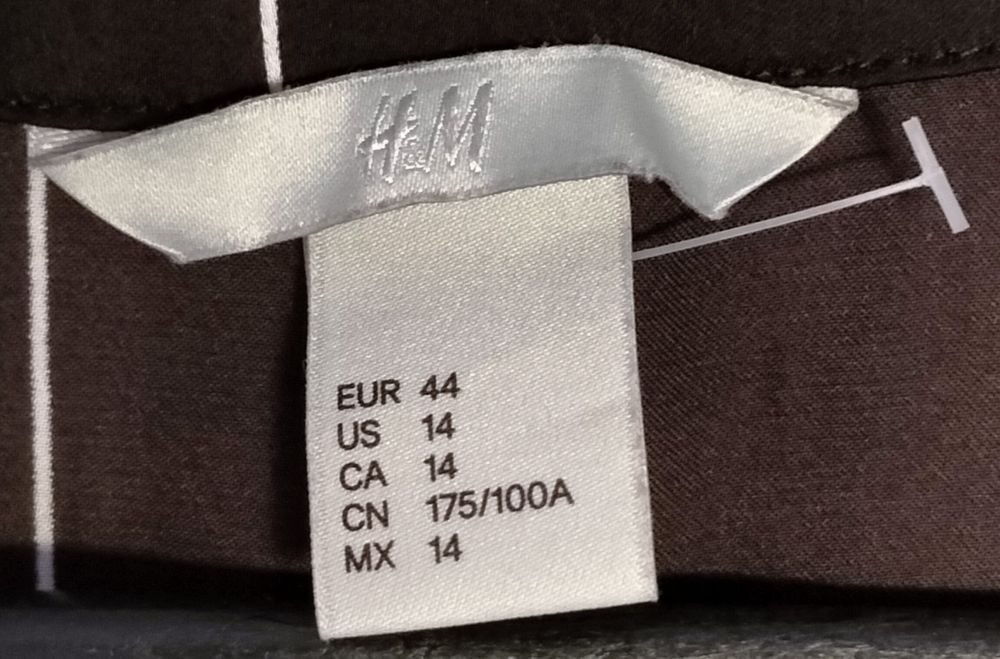 H&M
EUR 44
US 14
CA 14
CN 175/100A
MX 14